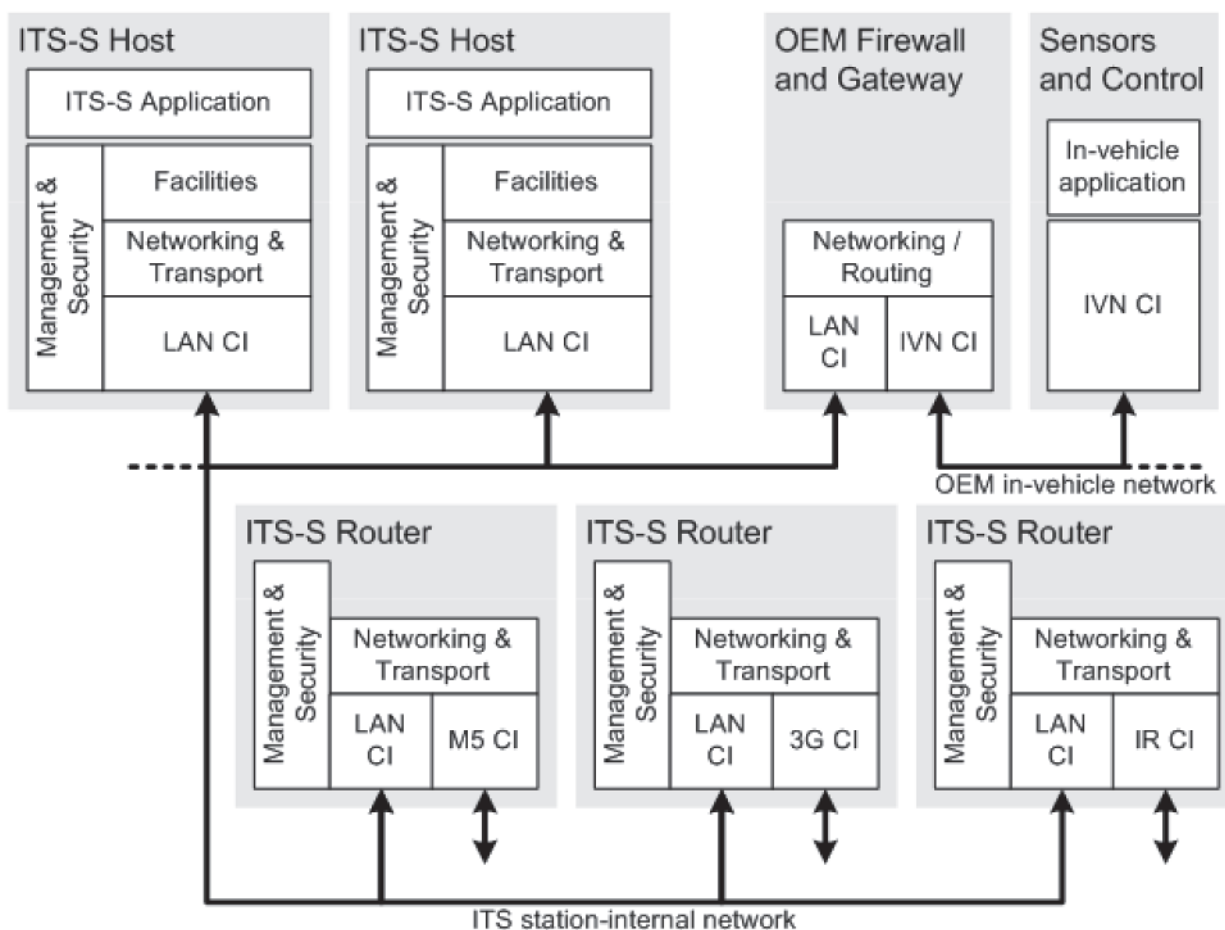 ITS-S Host
ITS-S Application
Management &
Security
Facilities
Networking &
Transport
LAN CI
ITS-S Host
ITS-S Application
Management &
Security
Facilities
Networking &
Transport
LAN CI
OEM Firewall
and Gateway
Networking /
Routing
LAN
CI
IVN CI
Sensors
and Control
In-vehicle
application
IVN CI
OEM in-vehicle network
ITS-S Router
Management &
Security
Networking &
Transport
LAN
CI
M5 CI
ITS-S Router
Management &
Security
Networking &
Transport
LAN
CI
3G CI
ITS-S Router
Management &
Security
Networking &
Transport
LAN
CI
IR CI
ITS station-internal network